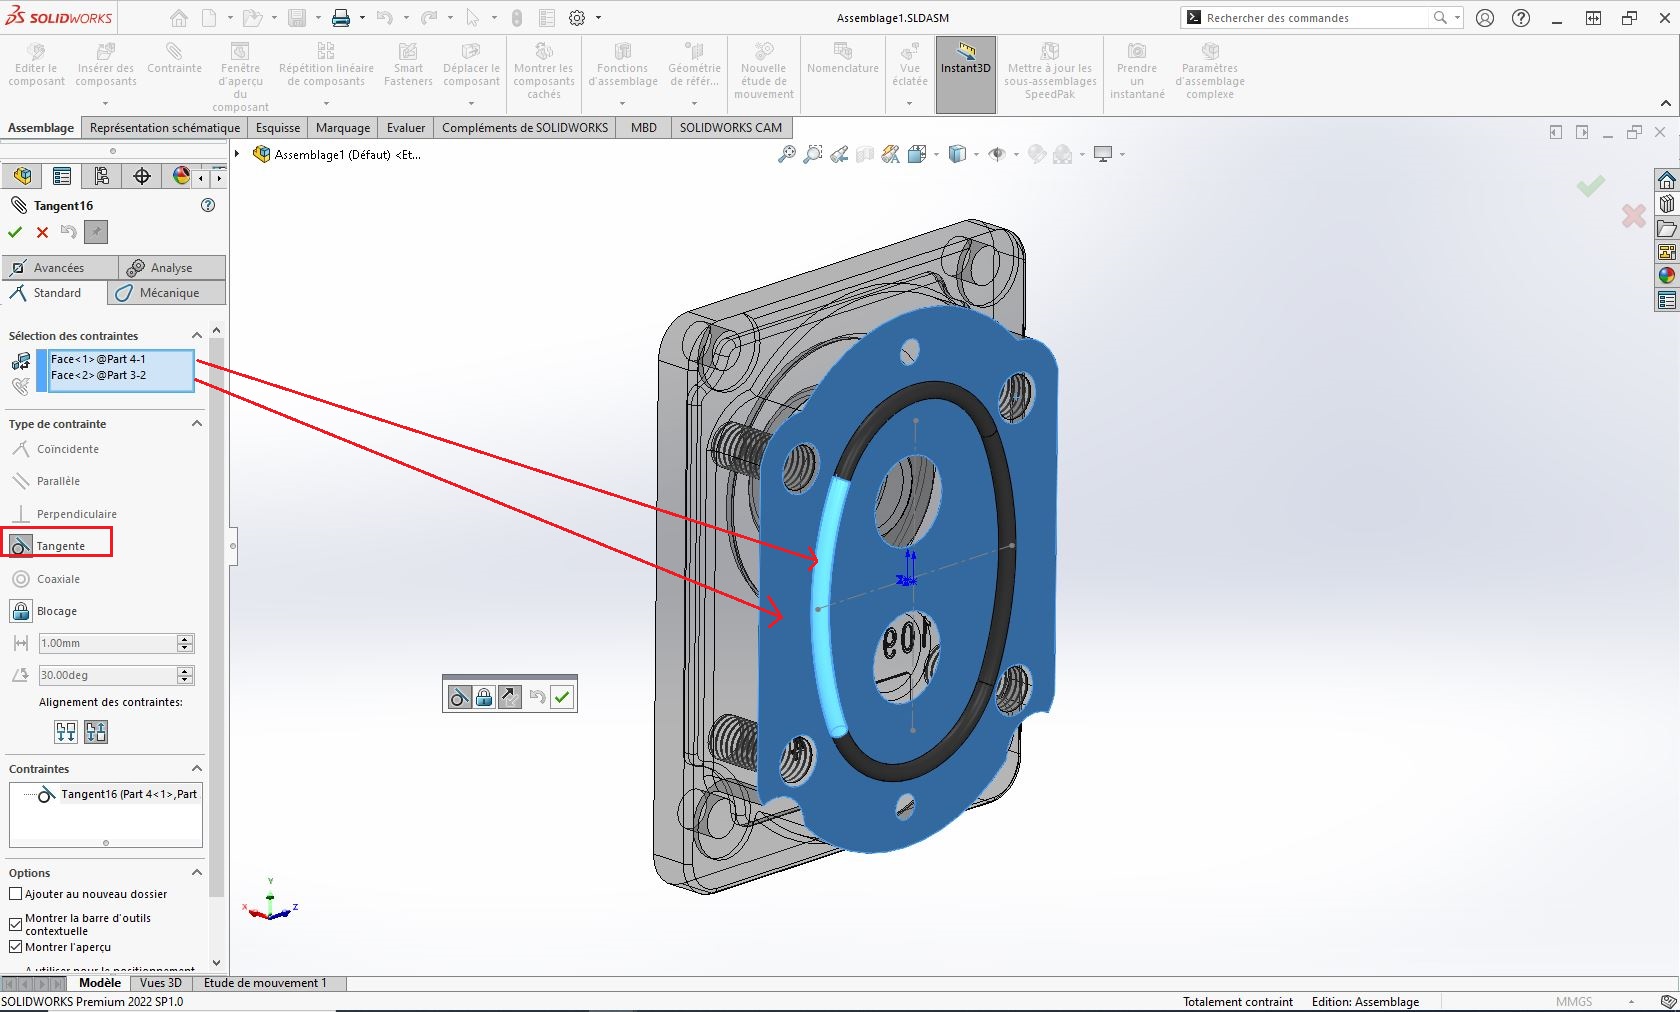 SOLIDWORKS
Assemblage1.SLDASM
Rechercher des commandes
Editer le composant
Insérer des composants
Contrainte
Fenêtre d'aperçu du composant
Répétition linéaire de composants
Smart Fasteners
Déplacer le composant
Montrer les composants cachés
Fonctions d'assemblage
Géométrie de référ...
Nouvelle étude de mouvement
Nomenclature
Vue éclatée
Instant3D
Mettre à jour les sous-assemblages SpeedPak
Prendre un instantané
Paramètres d'assemblage complexe
Assemblage
Représentation schématique
Esquisse
Marquage
Evaluer
Compléments de SOLIDWORKS
MBD
SOLIDWORKS CAM
Assemblage1 (Défaut) <Et...
Tangent16
Avancées
Analyse
Standard
Mécanique
Sélection des contraintes
Face<1>@Part 4-1
Face<2>@Part 3-2
Type de contrainte
Coïncidente
Parallèle
Perpendiculaire
Tangente
Coaxiale
Blocage
1.00mm
30.00deg
Alignement des contraintes:
Contraintes
Tangent16 (Part 4<1>,Part
Options
Ajouter au nouveau dossier
Montrer la barre d'outils
contextuelle
Montrer l'aperçu
A utiliser pour le positionnement
Y
X
Z
Modèle
Vues 3D
Etude de mouvement 1
SOLIDWORKS Premium 2022 SP1.0
Totalement contraint
Edition: Assemblage
MMGS